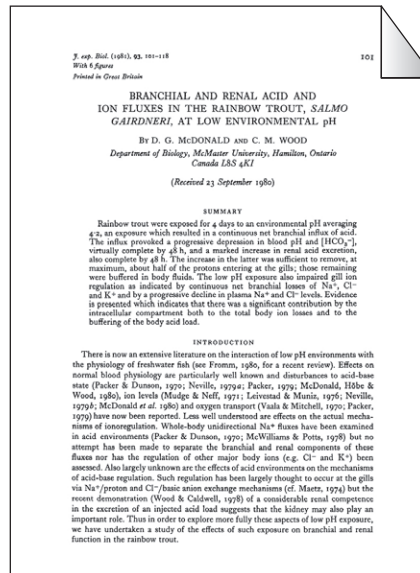 J. exp. Biol. (1981), 93, 101-118
101
With 6 figures
Printed in Great Britain
BRANCHIAL AND RENAL ACID AND
ION FLUXES IN THE RAINBOW TROUT, SALMO
GAIRDNERI, AT LOW ENVIRONMENTAL pH
BY D. G. McDONALD AND C. M. WOOD
Department of Biology, McMaster University, Hamilton, Ontario
Canada L8S 4K1
(Received 23 September 1980)
SUMMARY
Rainbow trout were exposed for 4 days to an environmental pH averaging
4·2, an exposure which resulted in a continuous net branchial influx of acid.
The influx provoked a progressive depression in blood pH and [HCO₃⁻],
virtually complete by 48 h, and a marked increase in renal acid excretion,
also complete by 48 h. The increase in the latter was sufficient to remove, at
maximum, about half of the protons entering at the gills; those remaining
were buffered in body fluids. The low pH exposure also impaired gill ion
regulation as indicated by continuous net branchial losses of Na⁺, Cl⁻
and K⁺ and by a progressive decline in plasma Na⁺ and Cl⁻ levels. Evidence
is presented which indicates that there was a significant contribution by the
intracellular compartment both to the total body ion losses and to the
buffering of the body acid load.
INTRODUCTION
There is now an extensive literature on the interaction of low pH environments with
the physiology of freshwater fish (see Fromm, 1980, for a recent review). Effects on
normal blood physiology are particularly well known and disturbances to acid-base
state (Packer & Dunson, 1970; Neville, 1979a; Packer, 1979; McDonald, Hōbe &
Wood, 1980), ion levels (Mudge & Neff, 1971; Leivestad & Muniz, 1976; Neville,
1979b; McDonald et al. 1980) and oxygen transport (Vaala & Mitchell, 1970; Packer,
1979) have now been reported. Less well understood are effects on the actual mecha-
nisms of ionoregulation. Whole-body unidirectional Na⁺ fluxes have been examined
in acid environments (Packer & Dunson, 1970; McWilliams & Potts, 1978) but no
attempt has been made to separate the branchial and renal components of these
fluxes nor has the regulation of other major body ions (e.g. Cl⁻ and K⁺) been
assessed. Also largely unknown are the effects of acid environments on the mechanisms
of acid-base regulation. Such regulation has been largely thought to occur at the gills
via Na⁺/proton and Cl⁻/basic anion exchange mechanisms (cf. Maetz, 1974) but the
recent demonstration (Wood & Caldwell, 1978) of a considerable renal competence
in the excretion of an injected acid load suggests that the kidney may also play an
important role. Thus in order to explore more fully these aspects of low pH exposure,
we have undertaken a study of the effects of such exposure on branchial and renal
function in the rainbow trout.